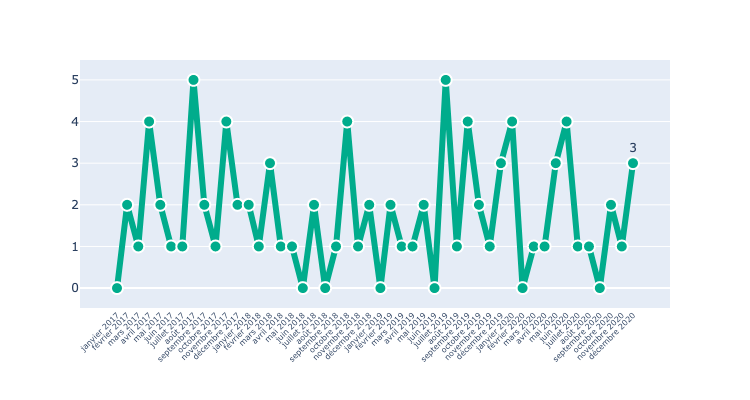 5
4
3
2
1
0
3
janvier 2017
février 2017
mars 2017
avril 2017
mai 2017
juin 2017
juillet 2017
août 2017
septembre 2017
octobre 2017
novembre 2017
décembre 2017
janvier 2018
février 2018
mars 2018
avril 2018
mai 2018
juin 2018
juillet 2018
août 2018
septembre 2018
octobre 2018
novembre 2018
décembre 2018
janvier 2019
février 2019
mars 2019
avril 2019
mai 2019
juin 2019
juillet 2019
août 2019
septembre 2019
octobre 2019
novembre 2019
décembre 2019
janvier 2020
février 2020
mars 2020
avril 2020
mai 2020
juin 2020
juillet 2020
août 2020
septembre 2020
octobre 2020
novembre 2020
décembre 2020